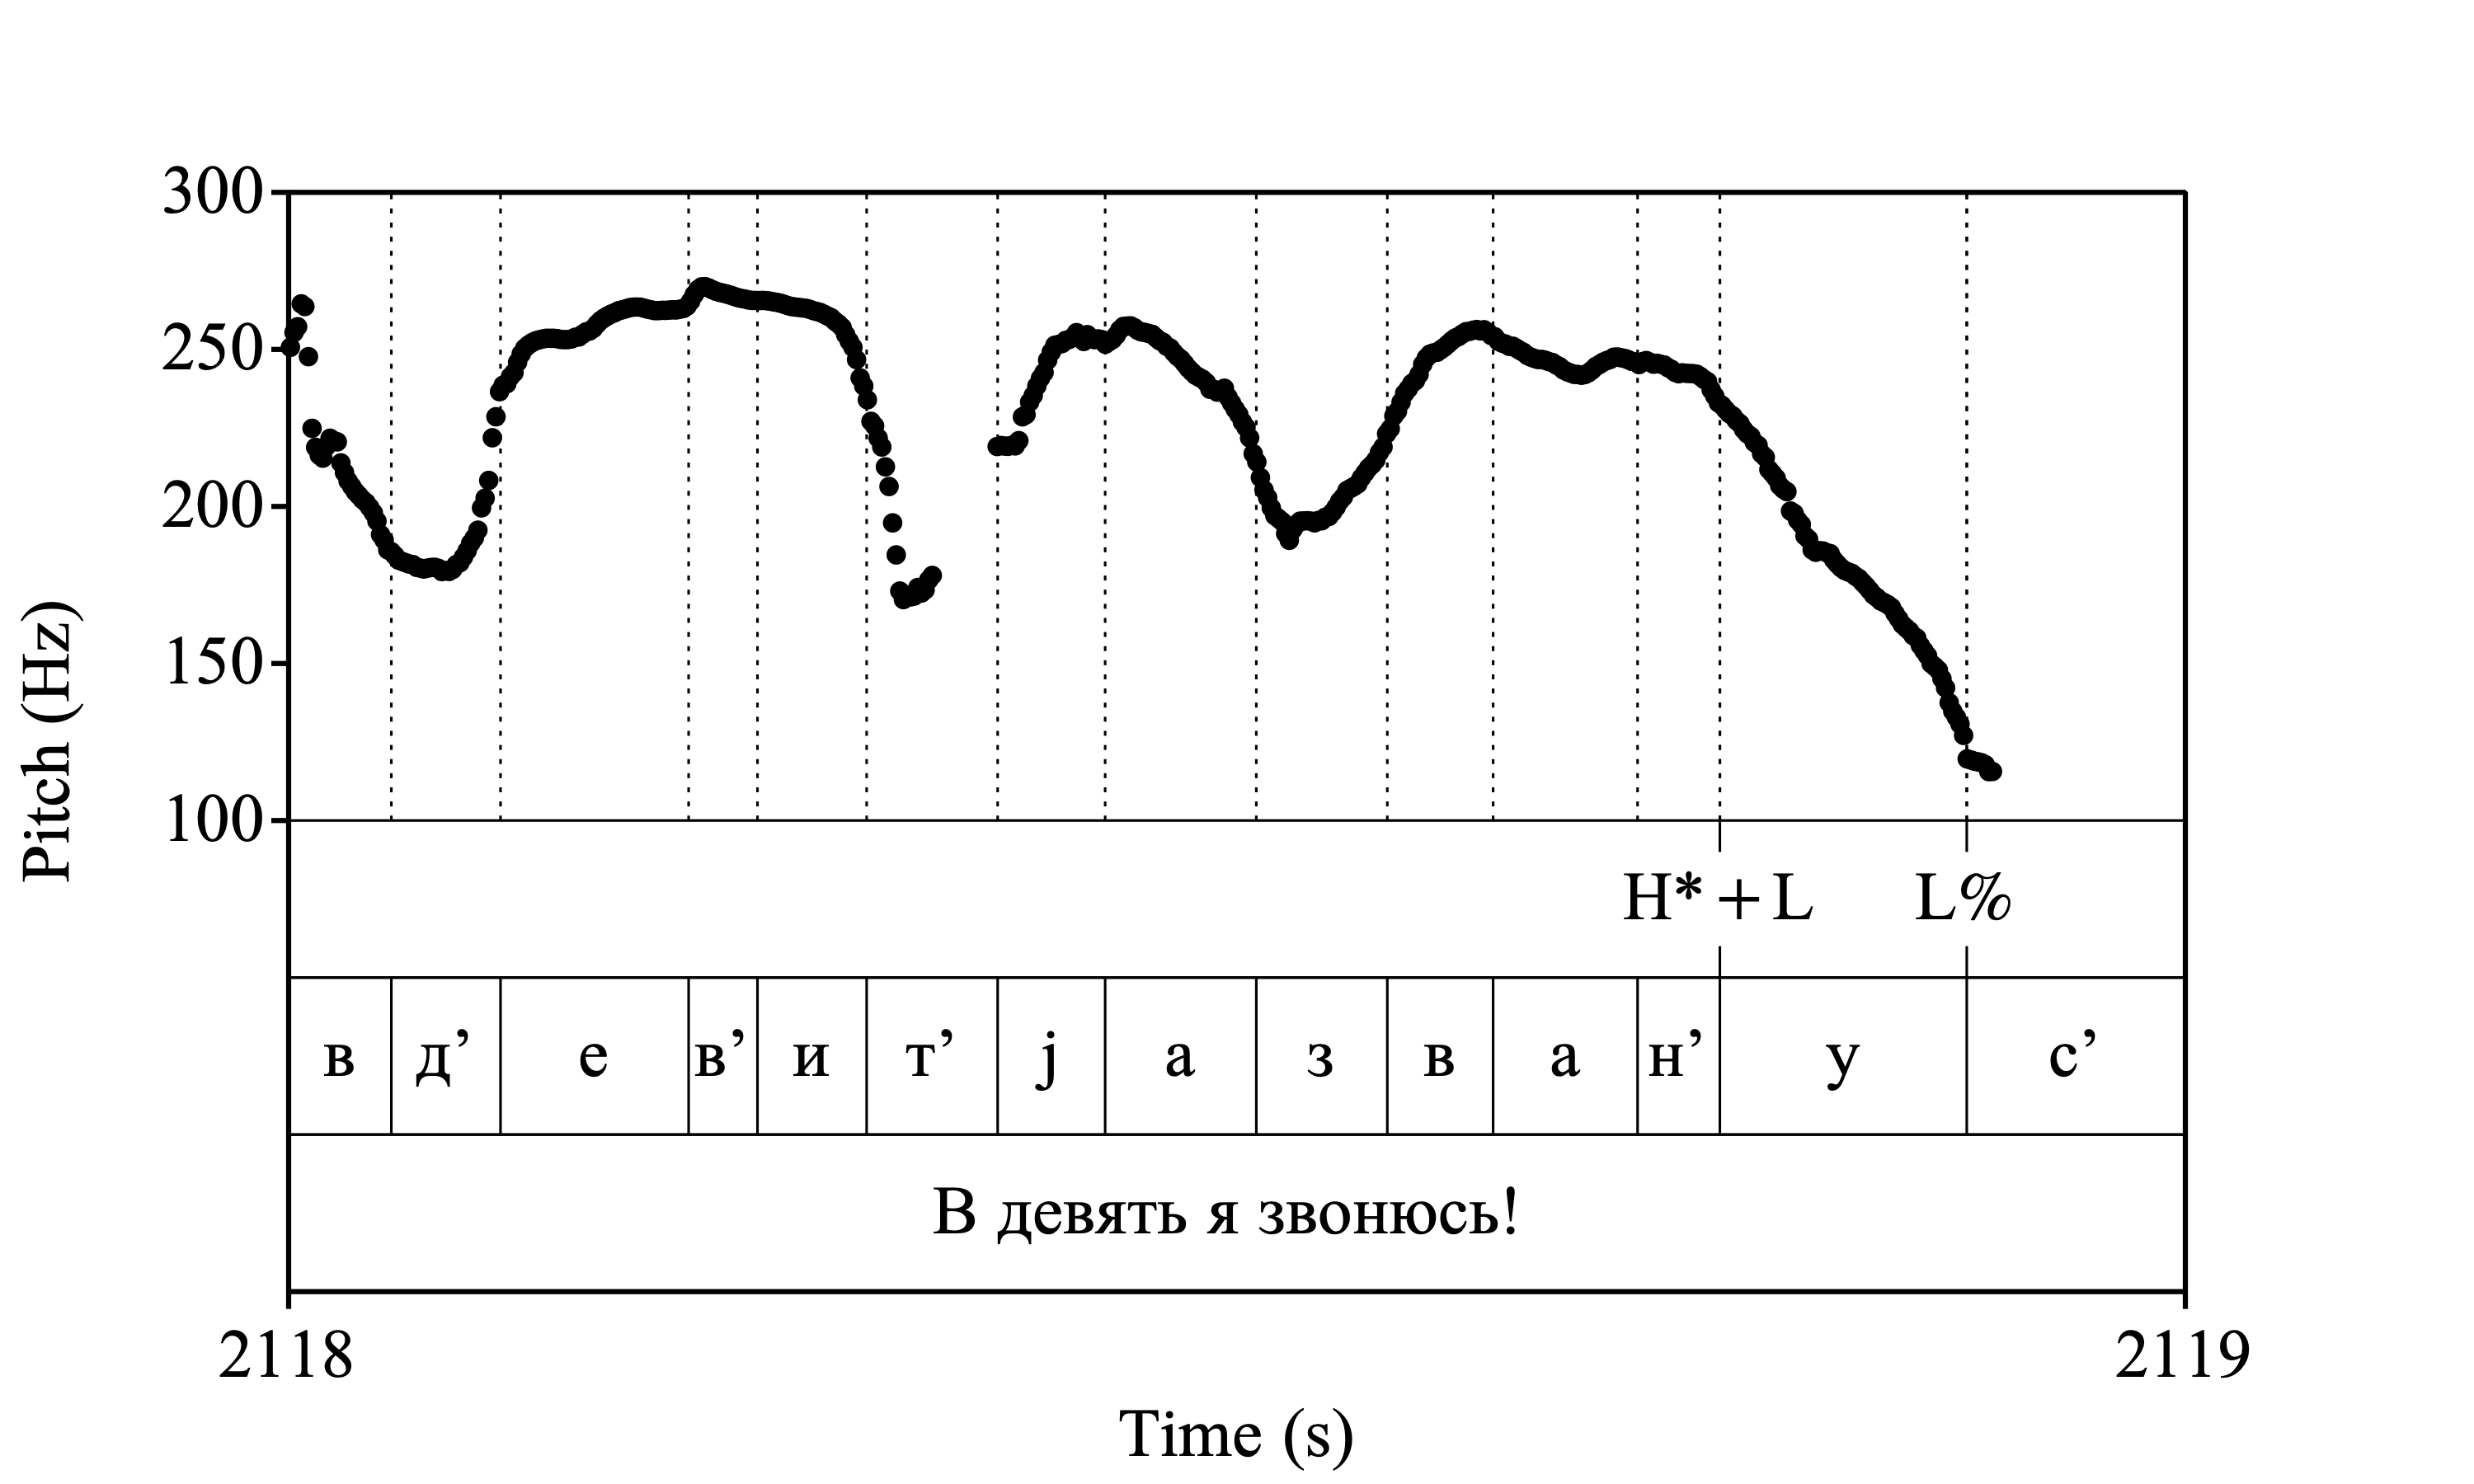 300
250
200
150
100
Pitch (Hz)
H* + L L%
в д’ е в’ и т’ j а з в а н’ у с’
В девять я звонюсь!
2118 2119
Time (s)